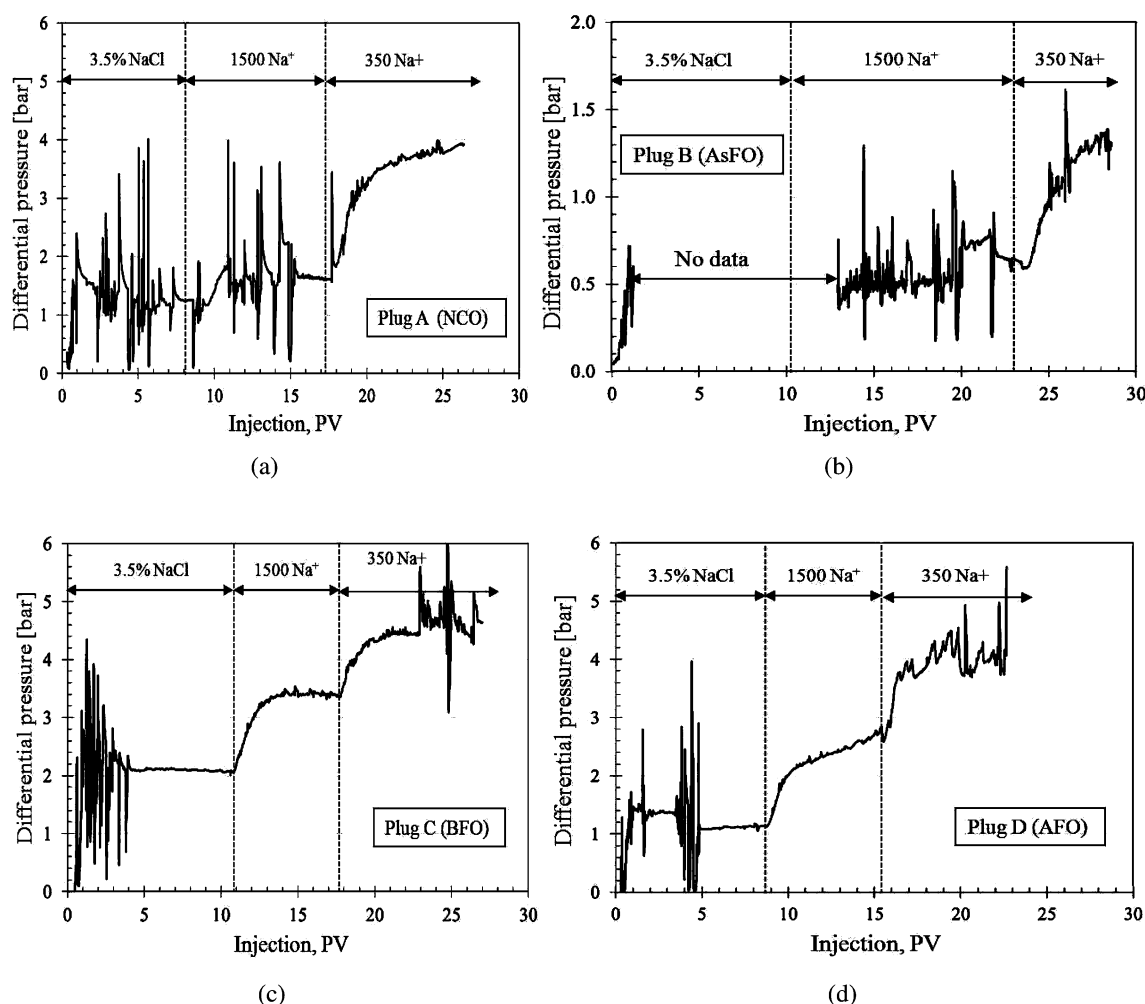 6
5
4
3
2
1
0
Differential pressure [bar]
3.5% NaCl
1500 Na⁺
350 Na+
Plug A (NCO)
0 5 10 15 20 25 30
Injection, PV
(a)
2.0
1.5
1.0
0.5
0.0
Differential pressure [bar]
3.5% NaCl
1500 Na⁺
350 Na+
Plug B (AsFO)
No data
0 5 10 15 20 25 30
Injection, PV
(b)
6
5
4
3
2
1
0
Differential pressure [bar]
3.5% NaCl
1500 Na⁺
350 Na+
Plug C (BFO)
0 5 10 15 20 25 30
Injection, PV
(c)
6
5
4
3
2
1
0
Differential pressure [bar]
3.5% NaCl
1500 Na⁺
350 Na+
Plug D (AFO)
0 5 10 15 20 25 30
Injection, PV
(d)